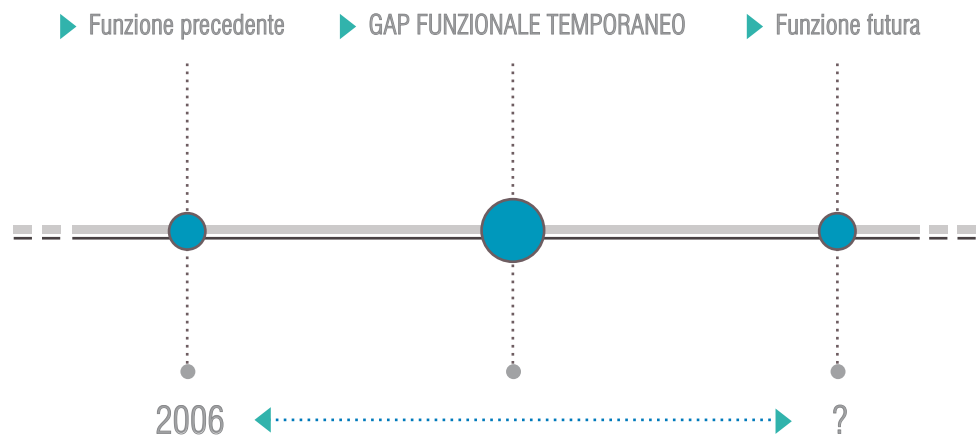 Funzione precedente
GAP FUNZIONALE TEMPORANEO
Funzione futura
2006
?